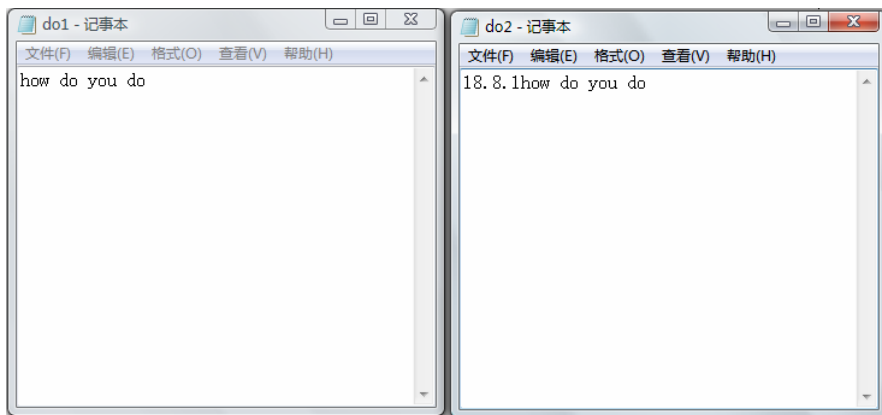 do1 - 记事本
文件(F) 编辑(E) 格式(O) 查看(V) 帮助(H)
how do you do
do2 - 记事本
文件(F) 编辑(E) 格式(O) 查看(V) 帮助(H)
18.8.1how do you do